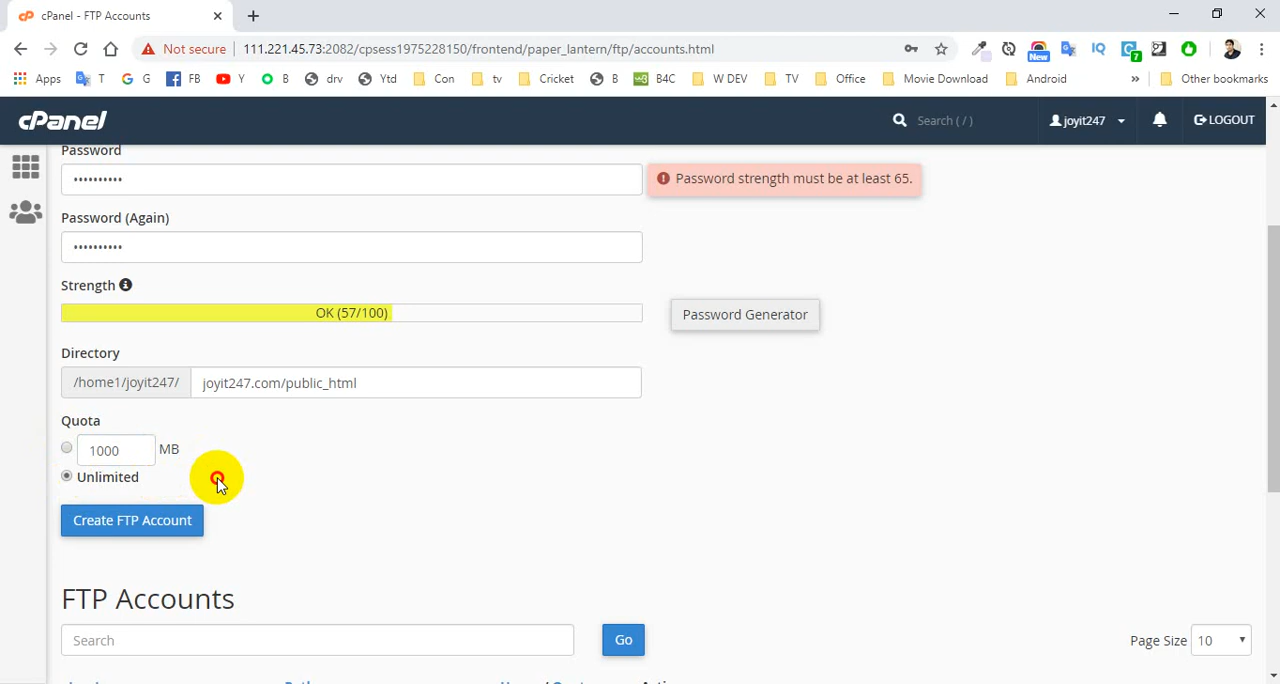 cPanel - FTP Accounts
Not secure 111.221.45.73:2082/cpsess1975228150/frontend/paper_lantern/ftp/accounts.html
New 7
Apps T G FB Y B drv Ytd Con tv Cricket B B4C W DEV TV Office Movie Download Android » Other bookmarks
cPanel Search ( / ) joyit247 LOGOUT
Password
Password strength must be at least 65.
Password (Again)
Strength
OK (57/100) Password Generator
Directory
/home1/joyit247/ joyit247.com/public_html
Quota
1000 MB
Unlimited
Create FTP Account
FTP Accounts
Search Go Page Size 10